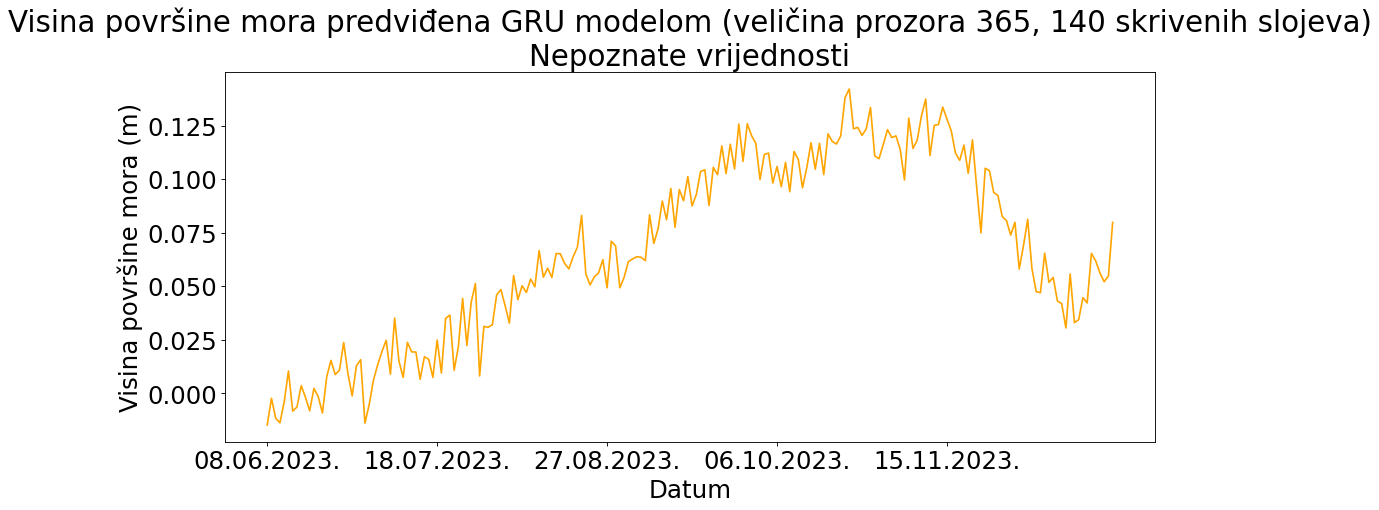 Visina površine mora predviđena GRU modelom (veličina prozora 365, 140 skrivenih slojeva)
Nepoznate vrijednosti
Visina površine mora (m)
0.125
0.100
0.075
0.050
0.025
0.000
08.06.2023. 18.07.2023. 27.08.2023. 06.10.2023. 15.11.2023.
Datum